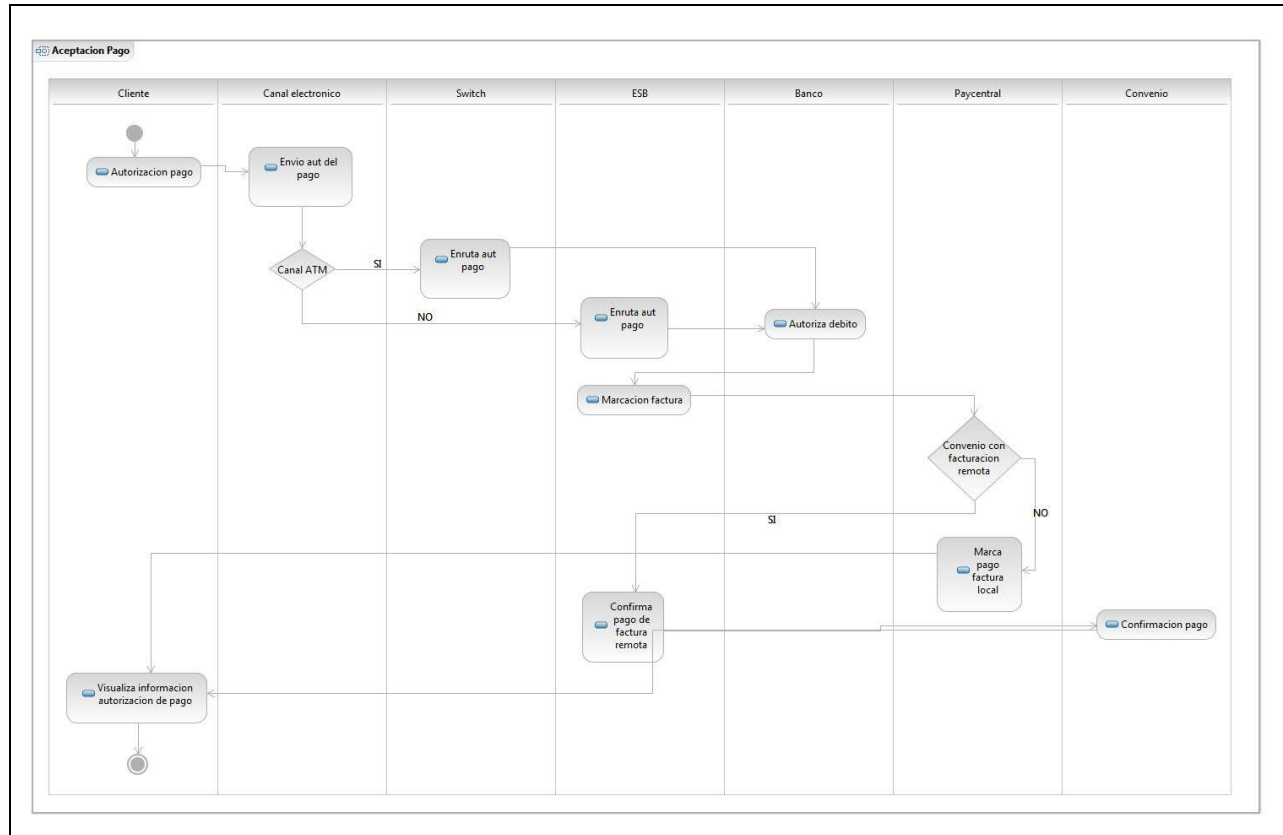 Aceptacion Pago
Cliente
Canal electronico
Switch
ESB
Banco
Paycentral
Convenio
Autorizacion pago
Envio aut del
pago
Canal ATM
SI
Enruta aut
pago
NO
Enruta aut
pago
Autoriza debito
Marcacion factura
Convenio con
facturacion
remota
SI
NO
Marca
pago
factura
local
Confirma
pago de
factura
remota
Confirmacion pago
Visualiza informacion
autorizacion de pago